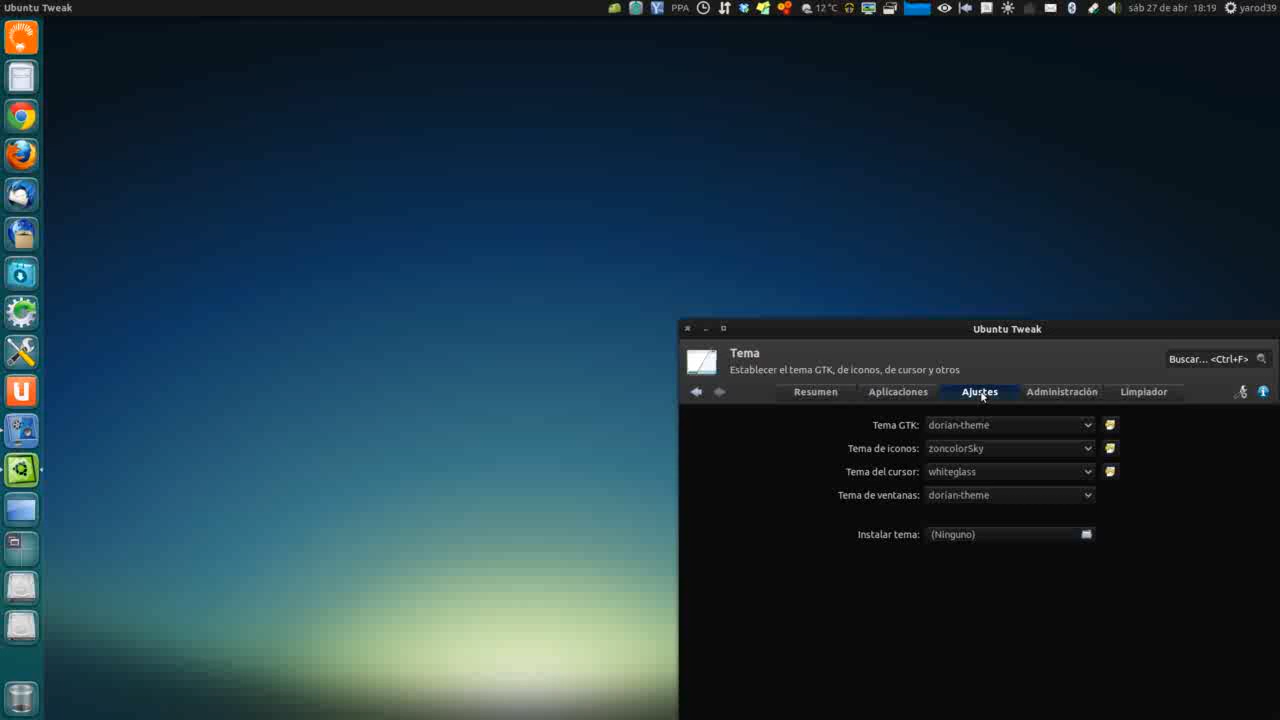 Ubuntu Tweak
PPA 12 °C sáb 27 de abr 18:19 yarod39
Ubuntu Tweak
Tema
Establecer el tema GTK, de iconos, de cursor y otros
Buscar... <Ctrl+F>
Resumen Aplicaciones Ajustes Administración Limpiador
Tema GTK: dorian-theme
Tema de iconos: zoncolorSky
Tema del cursor: whiteglass
Tema de ventanas: dorian-theme
Instalar tema: (Ninguno)